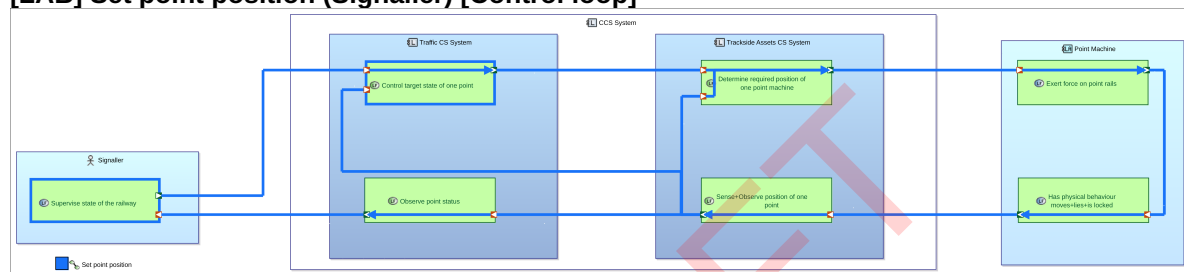 [LAB] Set point position (Signaller) [Control loop]
CCS System
Traffic CS System
Trackside Assets CS System
Point Machine
Control target state of one point
Determine required position of
one point machine
Exert force on point rails
Signaller
Supervise state of the railway
Observe point status
Sense+Observe position of one
point
Has physical behaviour
moves+lies+is locked
Set point position